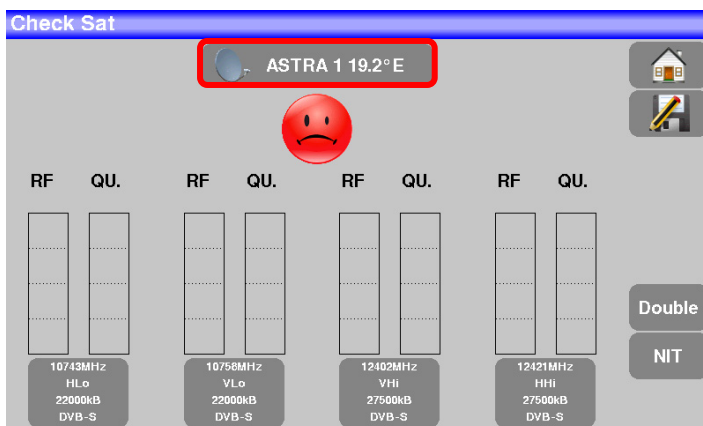 Check Sat
ASTRA 1 19.2° E
RF QU. RF QU. RF QU. RF QU.
Double
NIT
10743MHz
HLo
22000kB
DVB-S
10758MHz
VLo
22000kB
DVB-S
12402MHz
VHi
27500kB
DVB-S
12421MHz
HHi
27500kB
DVB-S